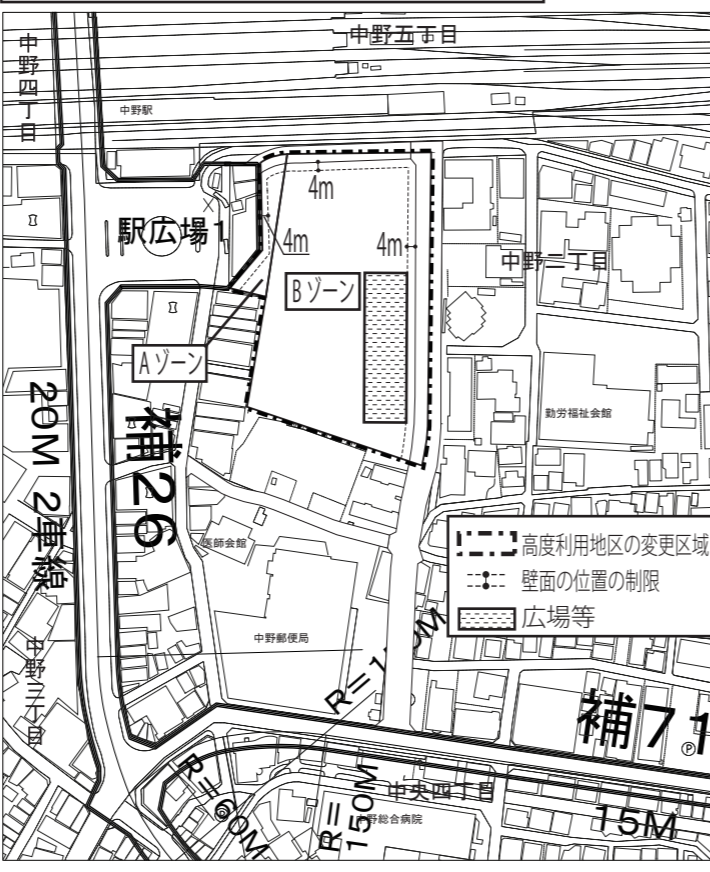 中野五丁目
中野四丁目
中野駅
4m
駅広場1
4m
4m
中野二丁目
Bゾーン
Aゾーン
20M 2車線
補26
勤労福祉会館
医師会館
高度利用地区の変更区域
壁面の位置の制限
広場等
中野郵便局
中野三丁目
補71
P
R=60M
R=
150M
中央四丁目
中野総合病院
15M